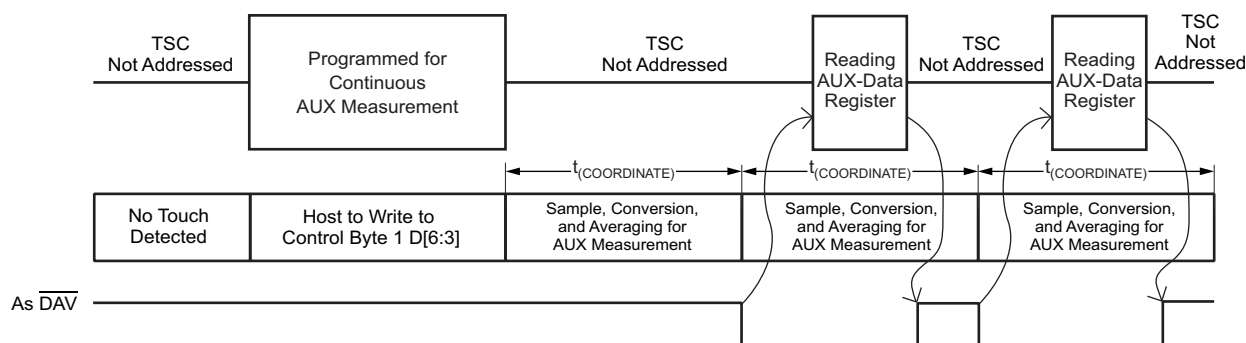 TSC
Not Addressed
Programmed for
Continuous
AUX Measurement
TSC
Not Addressed
Reading
AUX-Data
Register
TSC
Not Addressed
Reading
AUX-Data
Register
TSC
Not
Addressed
t(COORDINATE)
t(COORDINATE)
t(COORDINATE)
No Touch
Detected
Host to Write to
Control Byte 1 D[6:3]
Sample, Conversion,
and Averaging for
AUX Measurement
Sample, Conversion,
and Averaging for
AUX Measurement
Sample, Conversion,
and Averaging for
AUX Measurement
As D̅A̅V̅